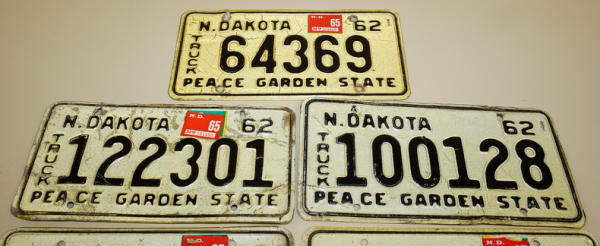 N. DAKOTA N.D. 65 62
TRUCK 64369
PEACE GARDEN STATE
N. DAKOTA N.D. 65 62
TRUCK 122301
PEACE GARDEN STATE
N. DAKOTA 62
TRUCK 100128
PEACE GARDEN STATE
N.D.